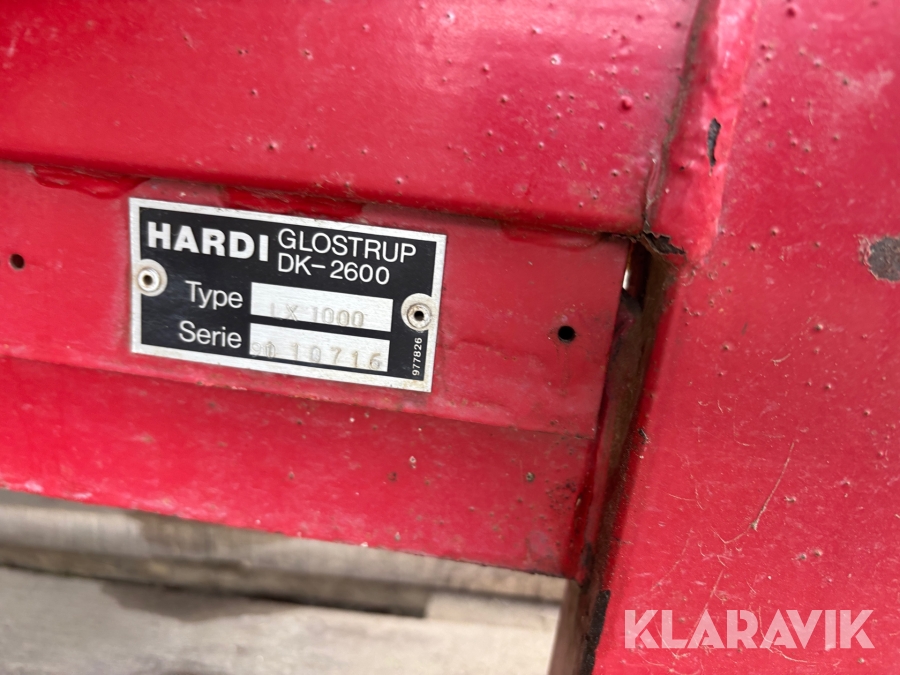 HARDI GLOSTRUP
DK-2600
Type LX 1000
Serie 10716
977826
KLARAVIK